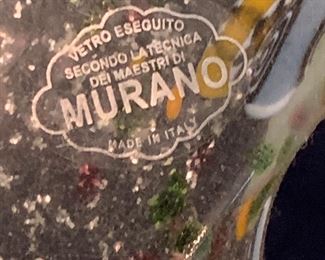 VETRO ESEGUITO
SECONDO LA TECNICA
DEI MAESTRI DI
MURANO
MADE IN ITALY